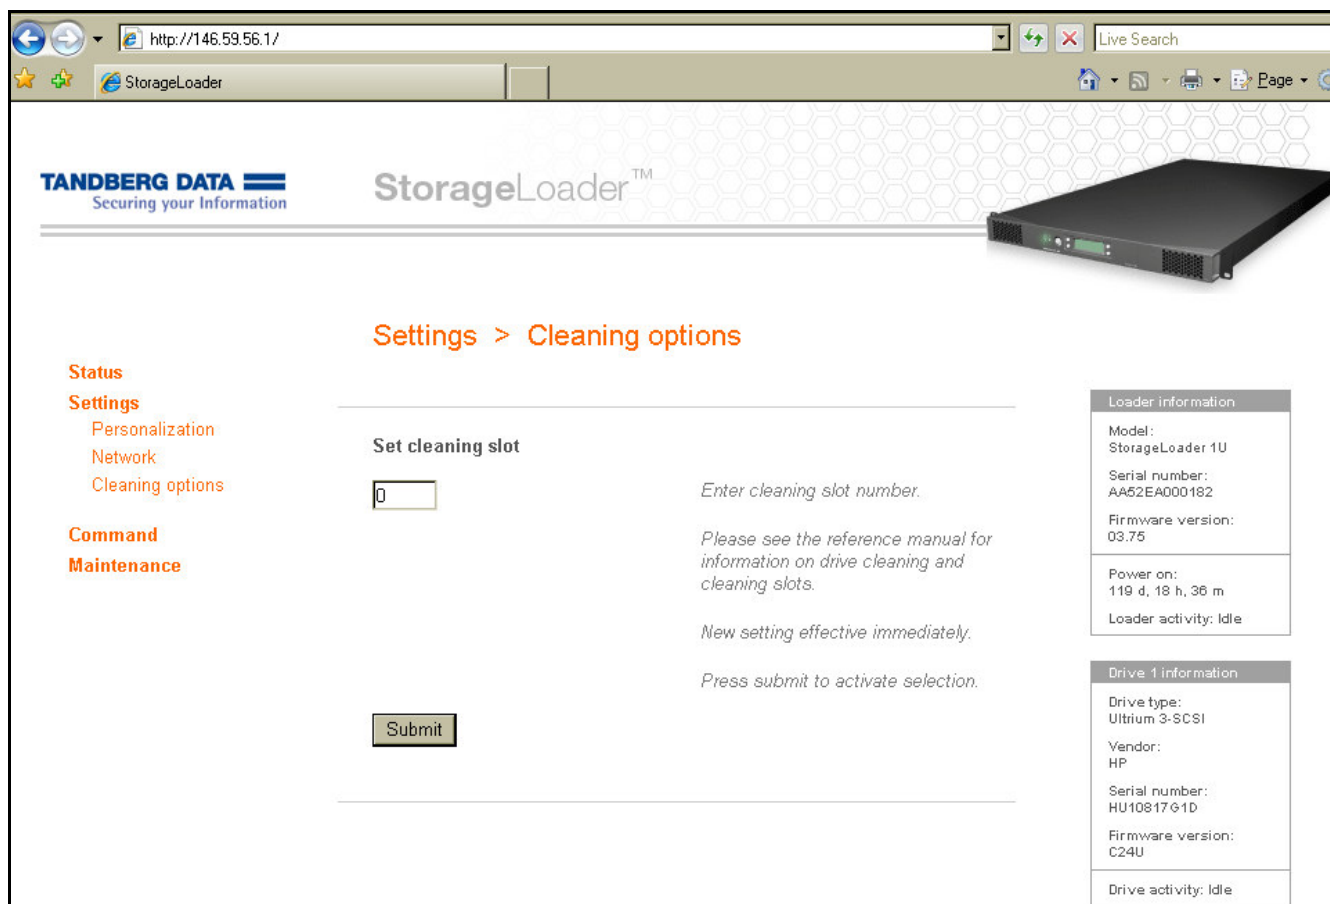 http://146.59.56.1/
Live Search
StorageLoader
Page
TANDBERG DATA
Securing your Information
StorageLoader™
Settings > Cleaning options
Status
Settings
Personalization
Network
Cleaning options
Command
Maintenance
Set cleaning slot
0
Enter cleaning slot number.
Please see the reference manual for
information on drive cleaning and
cleaning slots.
New setting effective immediately.
Press submit to activate selection.
Submit
Loader information
Model:
StorageLoader 1U
Serial number:
AA52EA000182
Firmware version:
03.75
Power on:
119 d, 18 h, 36 m
Loader activity: Idle
Drive 1 information
Drive type:
Ultrium 3-SCSI
Vendor:
HP
Serial number:
HU10817G1D
Firmware version:
C24U
Drive activity: Idle